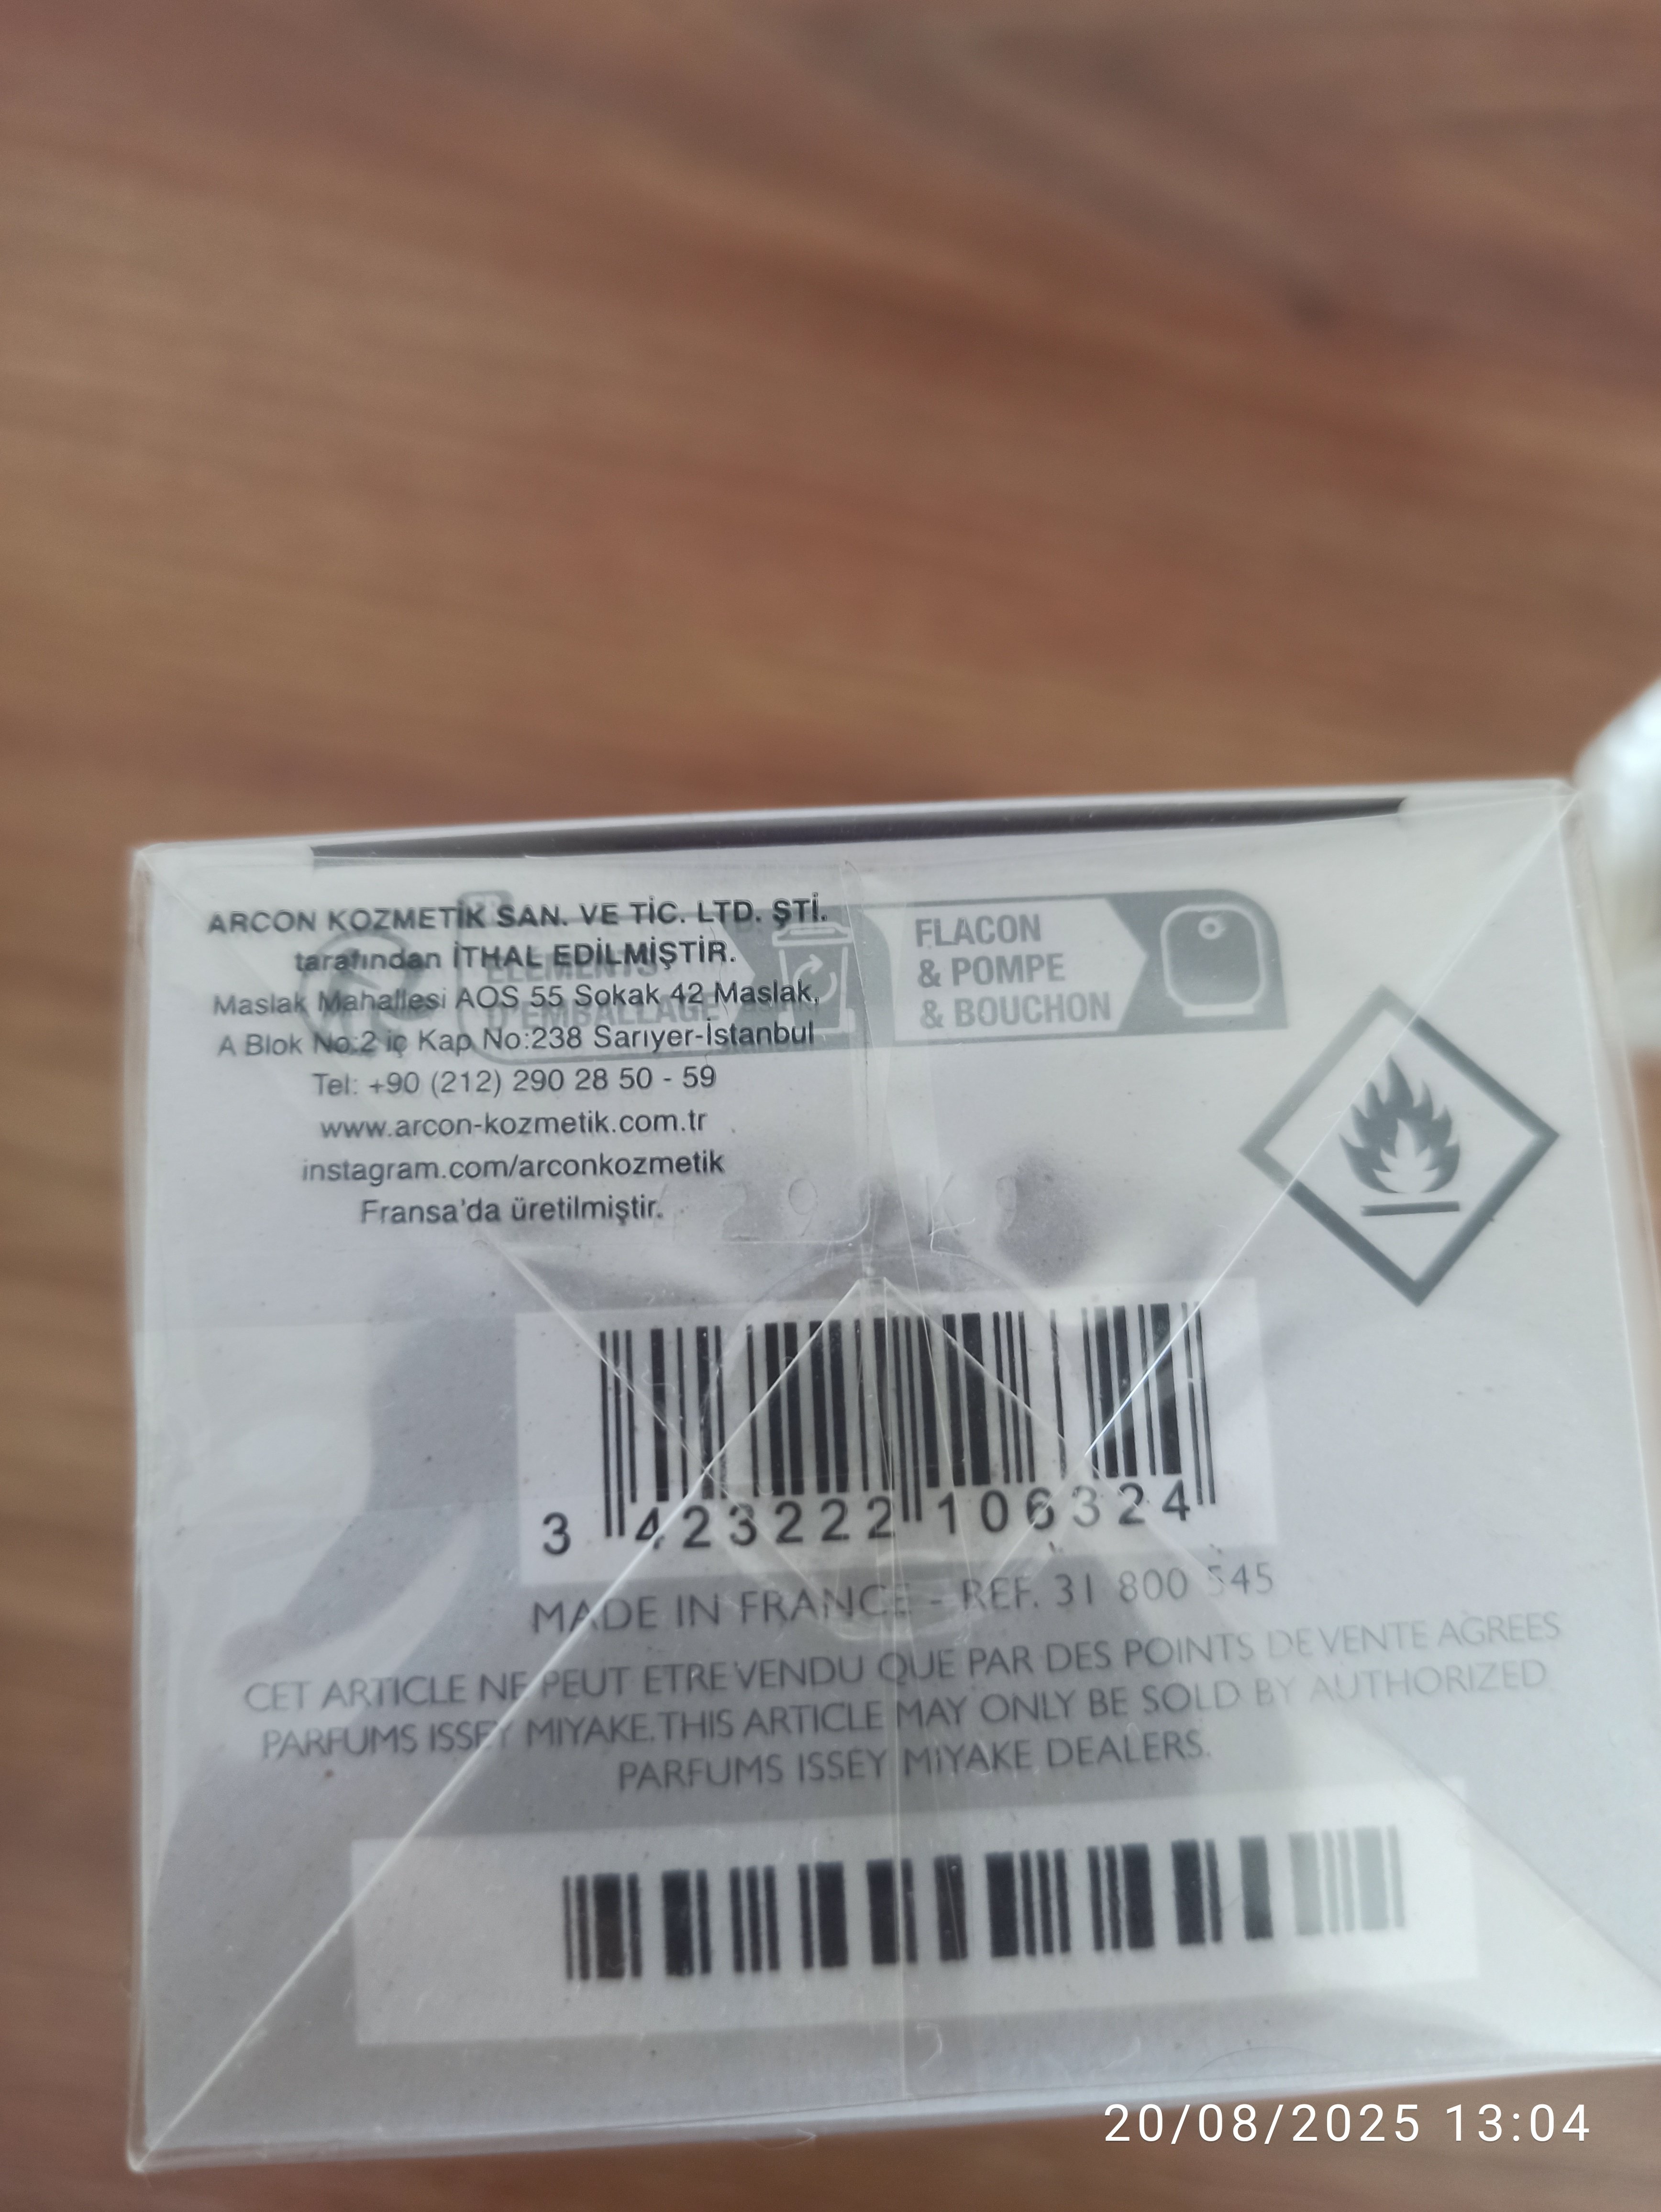 ARCON KOZMETİK SAN. VE TİC. LTD. ŞTİ.
tarafından İTHAL EDİLMİŞTİR.
Maslak Mahallesi AOS 55 Sokak 42 Maslak,
A Blok No:2 iç Kap No:238 Sarıyer-İstanbul
Tel: +90 (212) 290 28 50 - 59
www.arcon-kozmetik.com.tr
instagram.com/arconkozmetik
Fransa'da üretilmiştir.
ELEMENTS
D'EMBALLAGE
FLACON
& POMPE
& BOUCHON
3 423222 106324
MADE IN FRANCE - REF. 31 800 545
CET ARTICLE NE PEUT ETRE VENDU QUE PAR DES POINTS DE VENTE AGREES
PARFUMS ISSEY MIYAKE. THIS ARTICLE MAY ONLY BE SOLD BY AUTHORIZED
PARFUMS ISSEY MIYAKE DEALERS.
20/08/2025 13:04